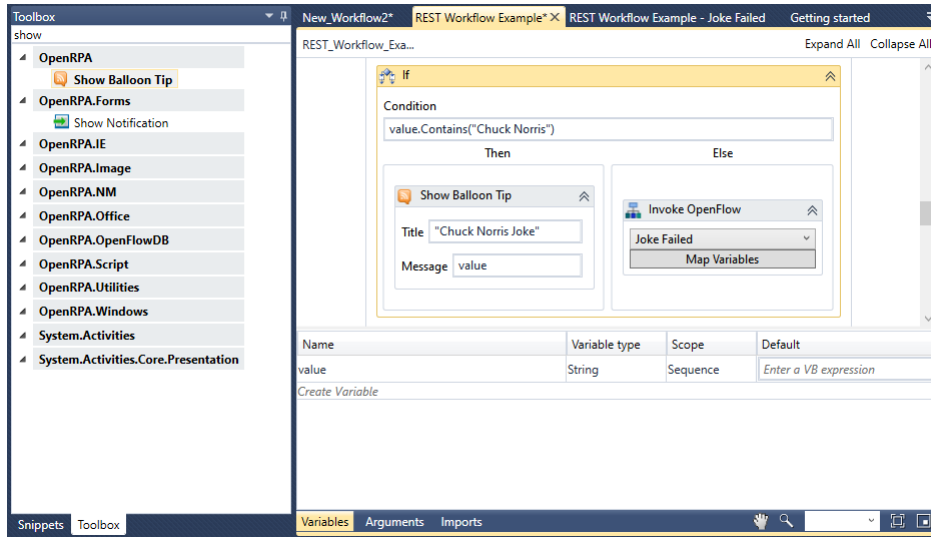 Toolbox
show
OpenRPA
Show Balloon Tip
OpenRPA.Forms
Show Notification
OpenRPA.IE
OpenRPA.Image
OpenRPA.NM
OpenRPA.Office
OpenRPA.OpenFlowDB
OpenRPA.Script
OpenRPA.Utilities
OpenRPA.Windows
System.Activities
System.Activities.Core.Presentation
Snippets Toolbox
New_Workflow2* REST Workflow Example* REST Workflow Example - Joke Failed Getting started
REST_Workflow_Exa... Expand All Collapse All
If
Condition
value.Contains("Chuck Norris")
Then Else
Show Balloon Tip
Title "Chuck Norris Joke"
Message value
Invoke OpenFlow
Joke Failed
Map Variables
Name Variable type Scope Default
value String Sequence Enter a VB expression
Create Variable
Variables Arguments Imports